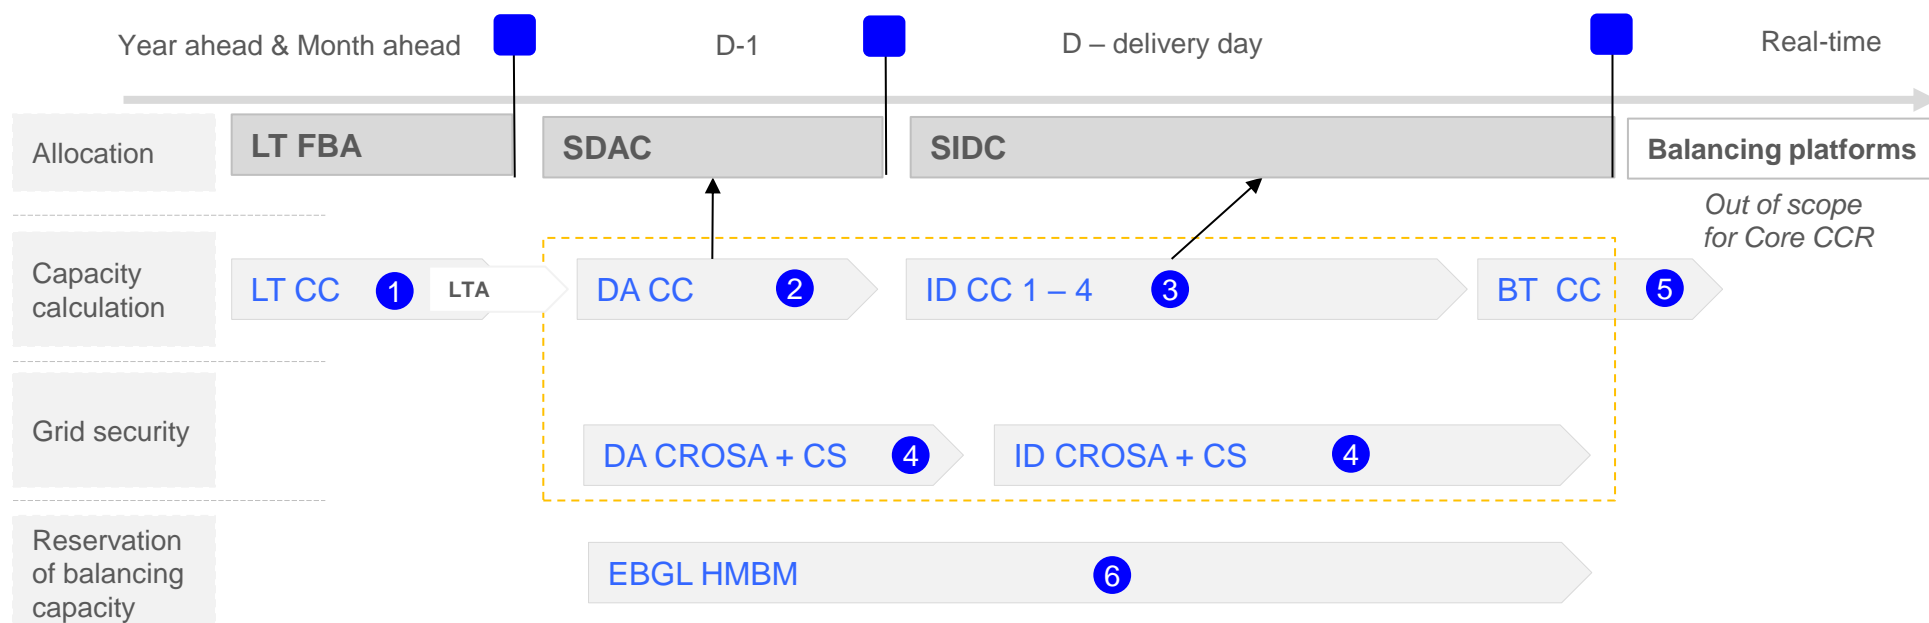 Year ahead & Month ahead
D-1
D – delivery day
Real-time
Allocation
LT FBA
SDAC
SIDC
Balancing platforms
Out of scope
for Core CCR
Capacity
calculation
LT CC 1
LTA
DA CC 2
ID CC 1 – 4 3
BT CC 5
Grid security
DA CROSA + CS 4
ID CROSA + CS 4
Reservation
of balancing
capacity
EBGL HMBM 6